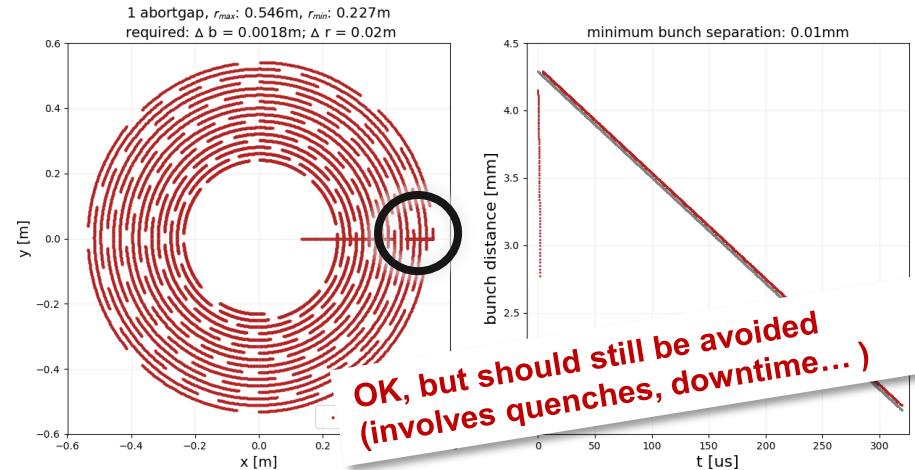 1 abortgap, r_max: 0.546m, r_min: 0.227m
required: Δ b = 0.0018m; Δ r = 0.02m
0.6
0.4
0.2
0.0
−0.2
−0.4
−0.6
y [m]
−0.6
−0.4
−0.2
0.0
0.2
x [m]
minimum bunch separation: 0.01mm
4.5
4.0
3.5
3.0
2.5
bunch distance [mm]
0
50
100
150
200
250
300
t [us]
OK, but should still be avoided
(involves quenches, downtime… )